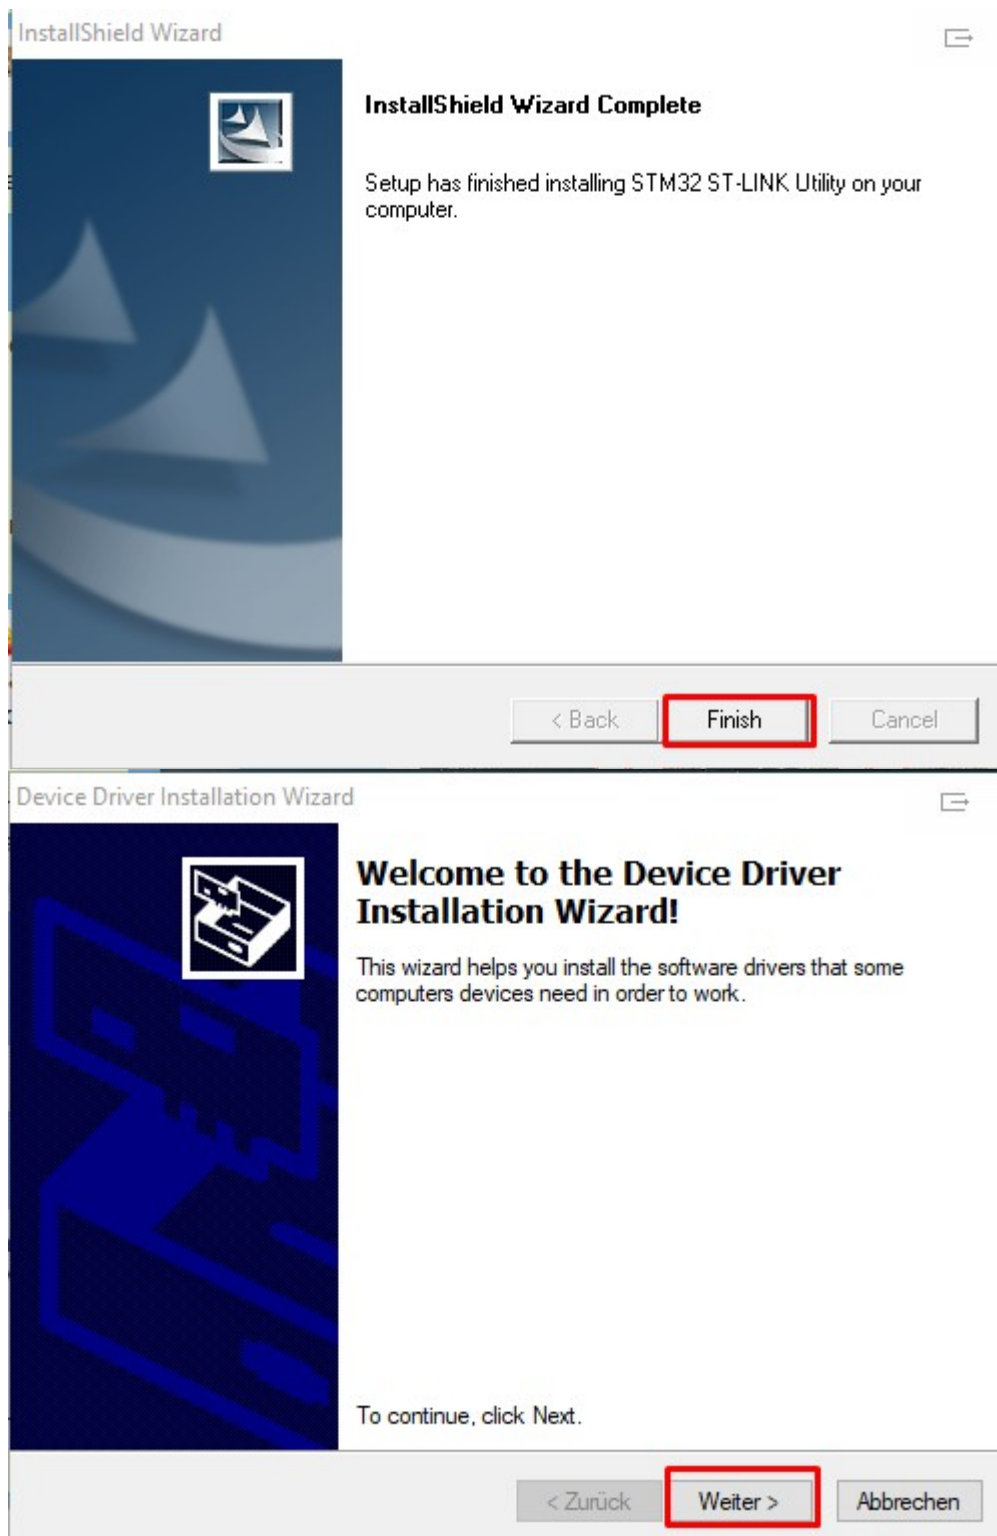 InstallShield Wizard
InstallShield Wizard Complete
Setup has finished installing STM32 ST-LINK Utility on your
computer.
< Back
Finish
Cancel
Device Driver Installation Wizard
Welcome to the Device Driver
Installation Wizard!
This wizard helps you install the software drivers that some
computers devices need in order to work.
To continue, click Next.
< Zurück
Weiter >
Abbrechen